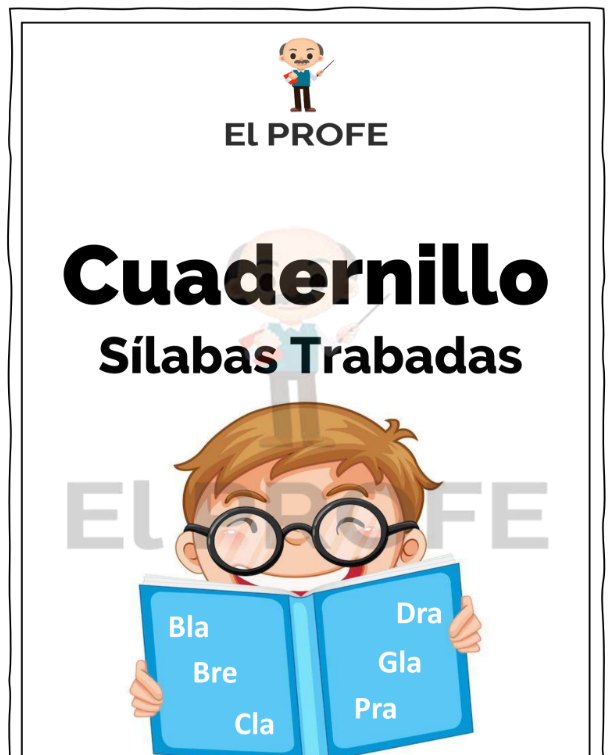 El PROFE
Cuadernillo
Sílabas Trabadas
El PROFE
Bla
Bre
Cla
Dra
Gla
Pra